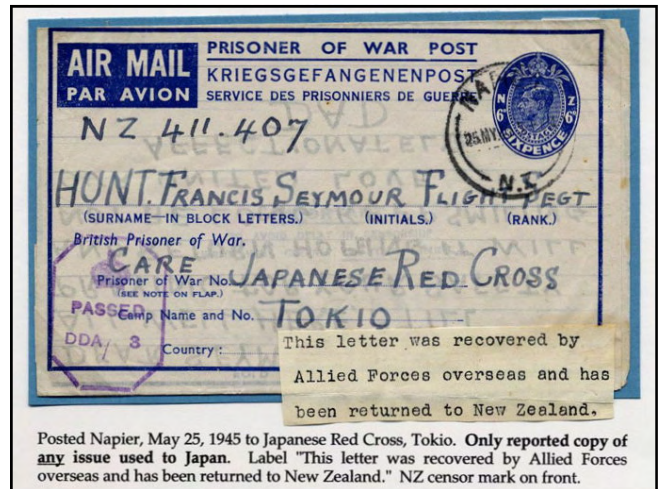 AIR MAIL
PAR AVION
PRISONER OF WAR POST
KRIEGSGEFANGENENPOST
SERVICE DES PRISONNIERS DE GUERRE
N 6D Z 6D
POSTAGE
SIXPENCE
25 MY
N.Z
NZ 411.407
HUNT. FRANCIS SEYMOUR FLIGHT SEGT
(SURNAME—IN BLOCK LETTERS.) (INITIALS.) (RANK.)
British Prisoner of War.
CARE JAPANESE RED CROSS
Prisoner of War No.
(SEE NOTE ON FLAP.)
TOKIO
Camp Name and No.
Country :
PASSED
DDA/ 3
This letter was recovered by
Allied Forces overseas and has
been returned to New Zealand.
Posted Napier, May 25, 1945 to Japanese Red Cross, Tokio. Only reported copy of
any issue used to Japan. Label "This letter was recovered by Allied Forces
overseas and has been returned to New Zealand." NZ censor mark on front.